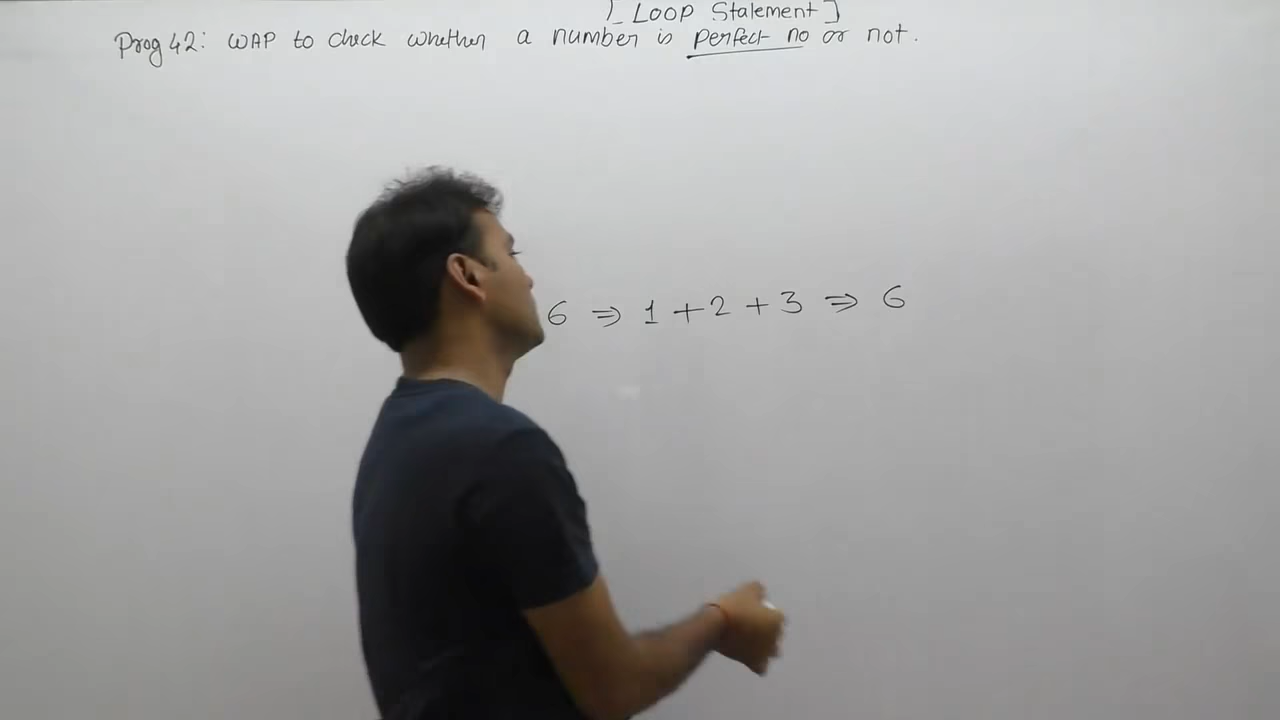 [Loop Statement]
Prog 42: WAP to check whether a number is perfect no or not.
6 ⇒ 1 + 2 + 3 ⇒ 6